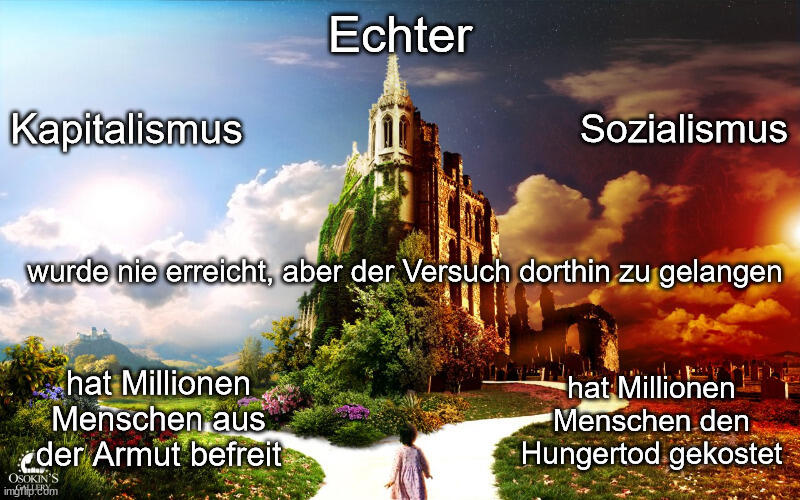 Echter
Kapitalismus
Sozialismus
wurde nie erreicht, aber der Versuch dorthin zu gelangen
hat Millionen
Menschen aus
der Armut befreit
hat Millionen
Menschen den
Hungertod gekostet
OSOKIN'S
GALLERY
imgflip.com